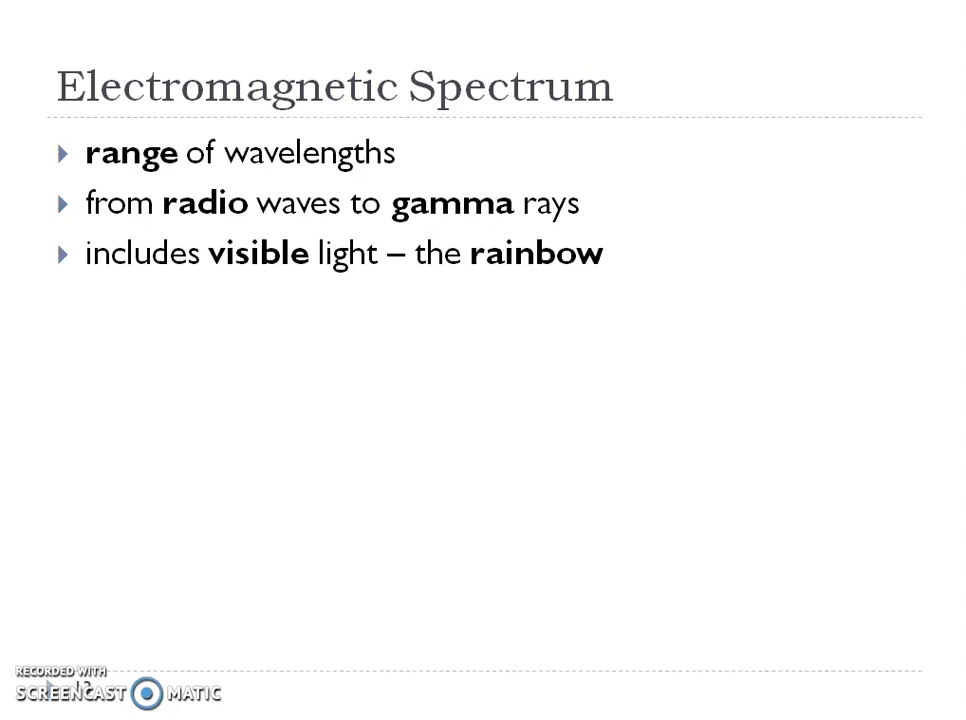 Electromagnetic Spectrum
range of wavelengths
from radio waves to gamma rays
includes visible light – the rainbow
RECORDED WITH
SCREENCAST MATIC